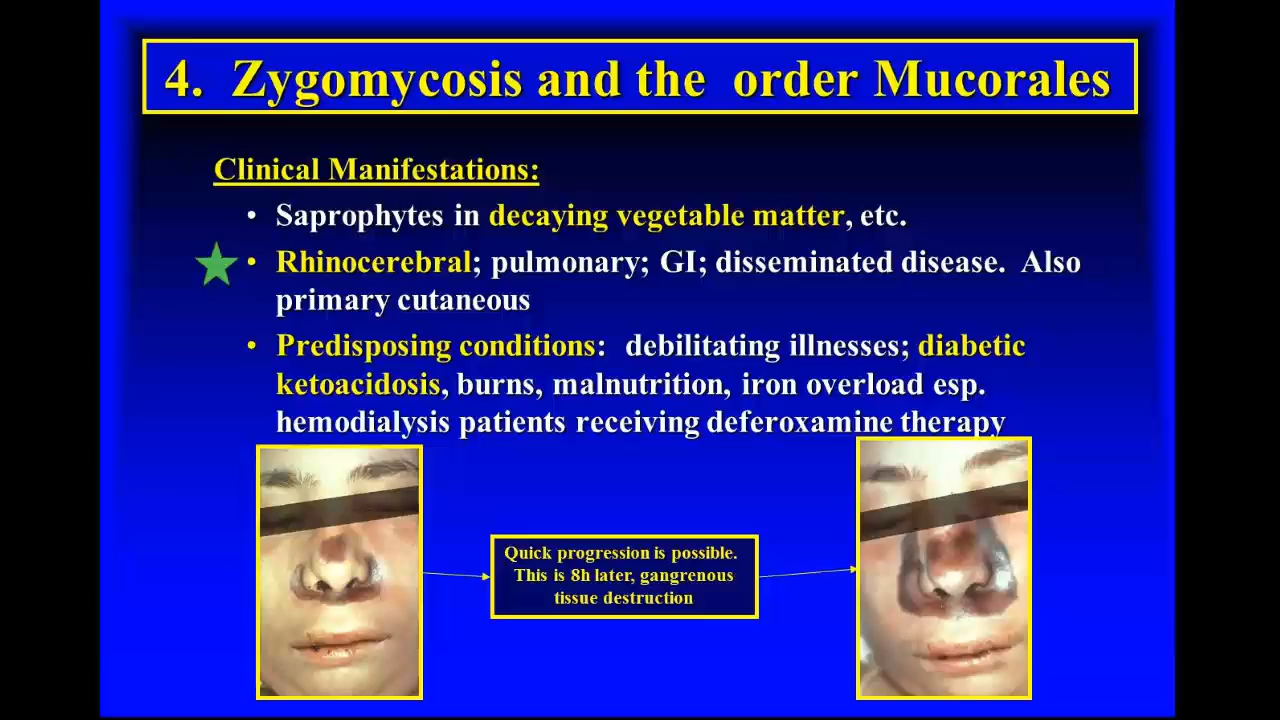 4. Zygomycosis and the order Mucorales
Clinical Manifestations:
• Saprophytes in decaying vegetable matter, etc.
• Rhinocerebral; pulmonary; GI; disseminated disease. Also
primary cutaneous
• Predisposing conditions: debilitating illnesses; diabetic
ketoacidosis, burns, malnutrition, iron overload esp.
hemodialysis patients receiving deferoxamine therapy
Quick progression is possible.
This is 8h later, gangrenous
tissue destruction